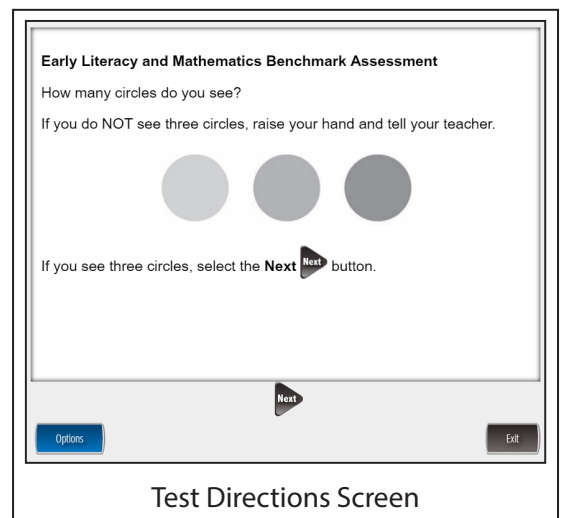 Early Literacy and Mathematics Benchmark Assessment
How many circles do you see?
If you do NOT see three circles, raise your hand and tell your teacher.
If you see three circles, select the Next Next button.
Next
Options
Exit
Test Directions Screen